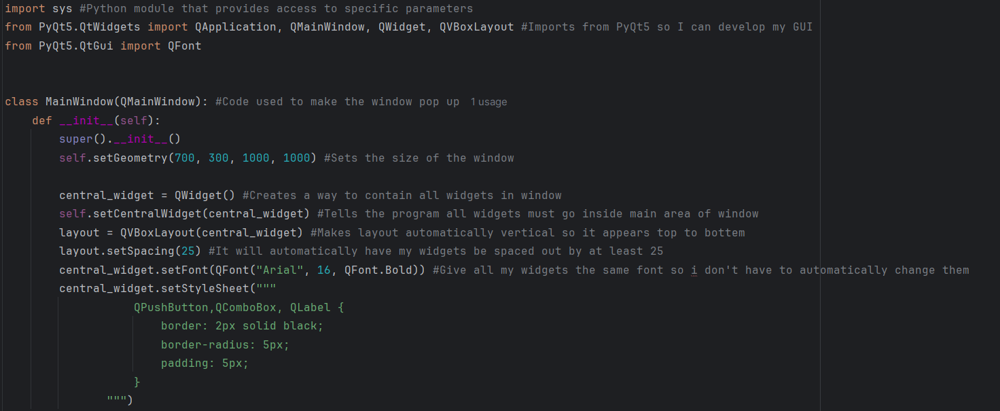 import sys #Python module that provides access to specific parameters
from PyQt5.QtWidgets import QApplication, QMainWindow, QWidget, QVBoxLayout #Imports from PyQt5 so I can develop my GUI
from PyQt5.QtGui import QFont
class MainWindow(QMainWindow): #Code used to make the window pop up 1 usage
    def __init__(self):
        super().__init__()
        self.setGeometry(700, 300, 1000, 1000) #Sets the size of the window
        central_widget = QWidget() #Creates a way to contain all widgets in window
        self.setCentralWidget(central_widget) #Tells the program all widgets must go inside main area of window
        layout = QVBoxLayout(central_widget) #Makes layout automatically vertical so it appears top to bottem
        layout.setSpacing(25) #It will automatically have my widgets be spaced out by at least 25
        central_widget.setFont(QFont("Arial", 16, QFont.Bold)) #Give all my widgets the same font so i don't have to automatically change them
        central_widget.setStyleSheet("""
                   QPushButton,QComboBox, QLabel {
                       border: 2px solid black;
                       border-radius: 5px;
                       padding: 5px;
                   }
               """)